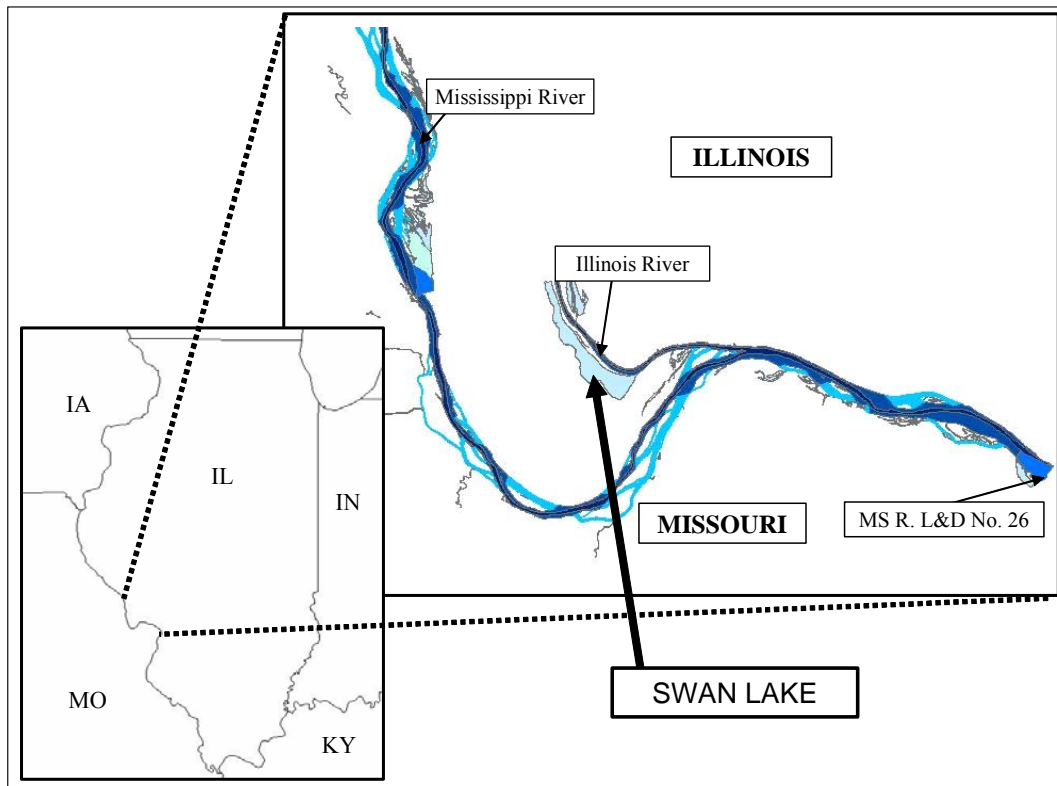 Mississippi River
ILLINOIS
Illinois River
IA
IL
IN
MISSOURI
MS R. L&D No. 26
MO
SWAN LAKE
KY